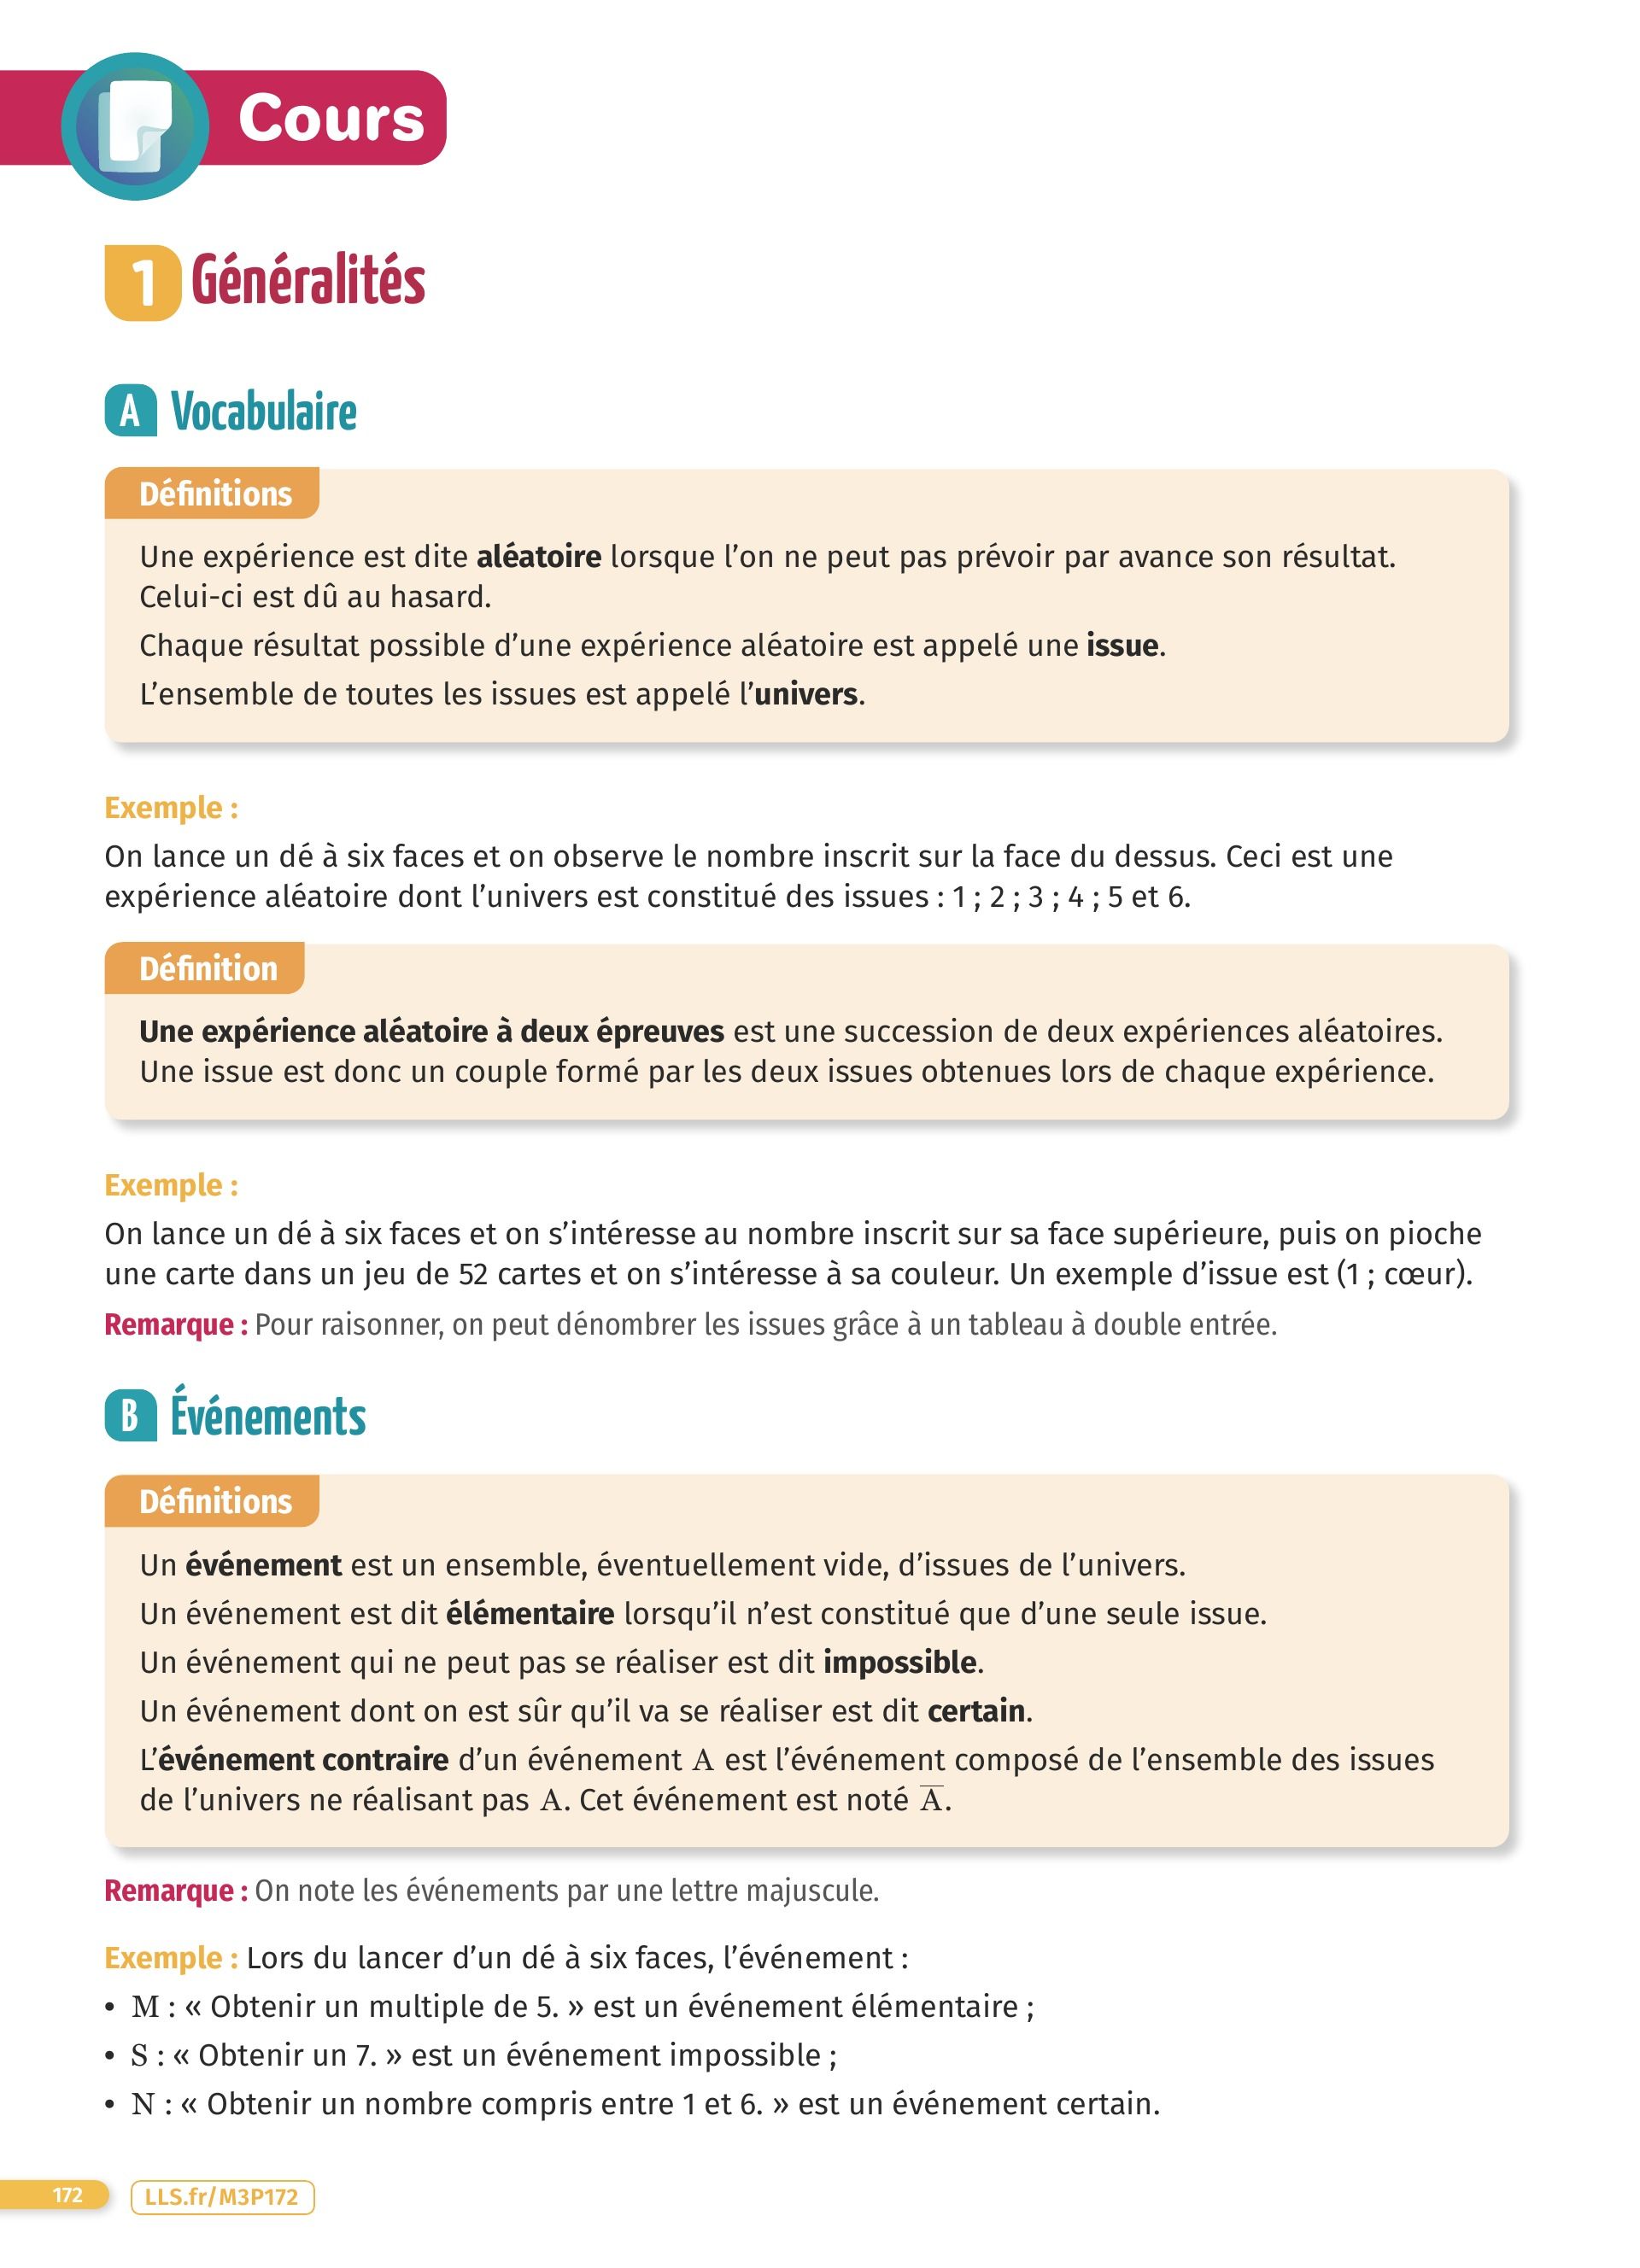 Cours
1 Généralités
A Vocabulaire
Définitions
Une expérience est dite aléatoire lorsque l’on ne peut pas prévoir par avance son résultat.
Celui-ci est dû au hasard.
Chaque résultat possible d’une expérience aléatoire est appelé une issue.
L’ensemble de toutes les issues est appelé l’univers.
Exemple :
On lance un dé à six faces et on observe le nombre inscrit sur la face du dessus. Ceci est une
expérience aléatoire dont l’univers est constitué des issues : 1 ; 2 ; 3 ; 4 ; 5 et 6.
Définition
Une expérience aléatoire à deux épreuves est une succession de deux expériences aléatoires.
Une issue est donc un couple formé par les deux issues obtenues lors de chaque expérience.
Exemple :
On lance un dé à six faces et on s’intéresse au nombre inscrit sur sa face supérieure, puis on pioche
une carte dans un jeu de 52 cartes et on s’intéresse à sa couleur. Un exemple d’issue est (1 ; cœur).
Remarque : Pour raisonner, on peut dénombrer les issues grâce à un tableau à double entrée.
B Événements
Définitions
Un événement est un ensemble, éventuellement vide, d’issues de l’univers.
Un événement est dit élémentaire lorsqu’il n’est constitué que d’une seule issue.
Un événement qui ne peut pas se réaliser est dit impossible.
Un événement dont on est sûr qu’il va se réaliser est dit certain.
L’événement contraire d’un événement A est l’événement composé de l’ensemble des issues
de l’univers ne réalisant pas A. Cet événement est noté A̅.
Remarque : On note les événements par une lettre majuscule.
Exemple : Lors du lancer d’un dé à six faces, l’événement :
• M : « Obtenir un multiple de 5. » est un événement élémentaire ;
• S : « Obtenir un 7. » est un événement impossible ;
• N : « Obtenir un nombre compris entre 1 et 6. » est un événement certain.
172 LLS.fr/M3P172